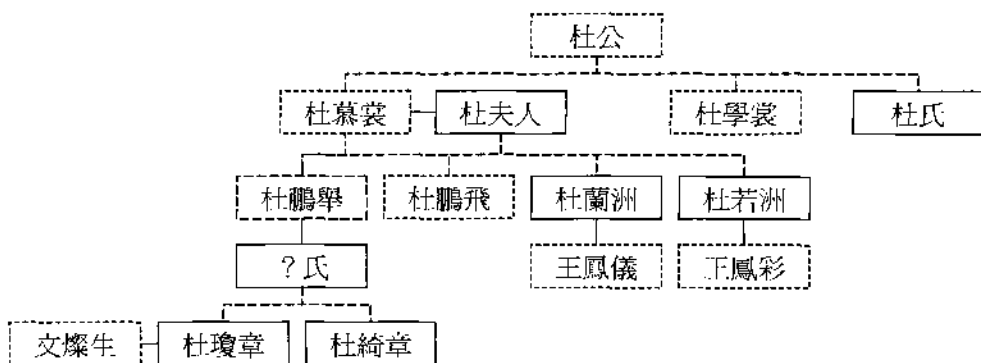 杜公
杜慕裳 杜夫人 杜學裳 杜氏
杜鵬舉 杜鵬飛 杜蘭洲 杜若洲
？氏 王鳳儀 王鳳彩
文燦生 杜瓊章 杜綺章